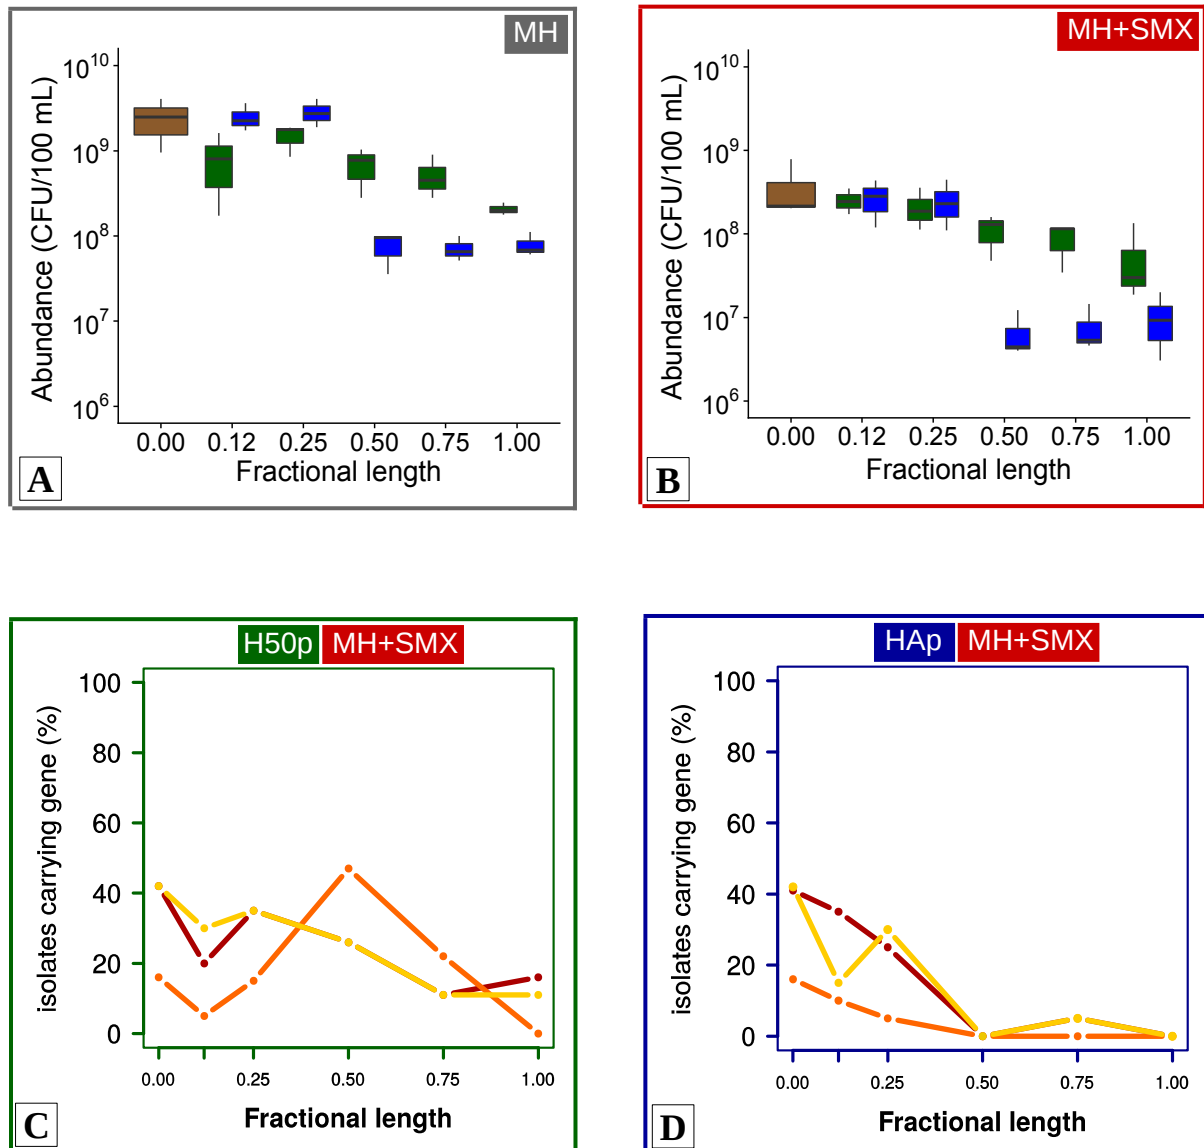 MH
Abundance (CFU/100 mL)
10^10
10^9
10^8
10^7
10^6
0.00 0.12 0.25 0.50 0.75 1.00
Fractional length
A
MH+SMX
Abundance (CFU/100 mL)
10^10
10^9
10^8
10^7
10^6
0.00 0.12 0.25 0.50 0.75 1.00
Fractional length
B
H50p MH+SMX
isolates carrying gene (%)
100
80
60
40
20
0
0.00 0.25 0.50 0.75 1.00
Fractional length
C
HAp MH+SMX
isolates carrying gene (%)
100
80
60
40
20
0
0.00 0.25 0.50 0.75 1.00
Fractional length
D